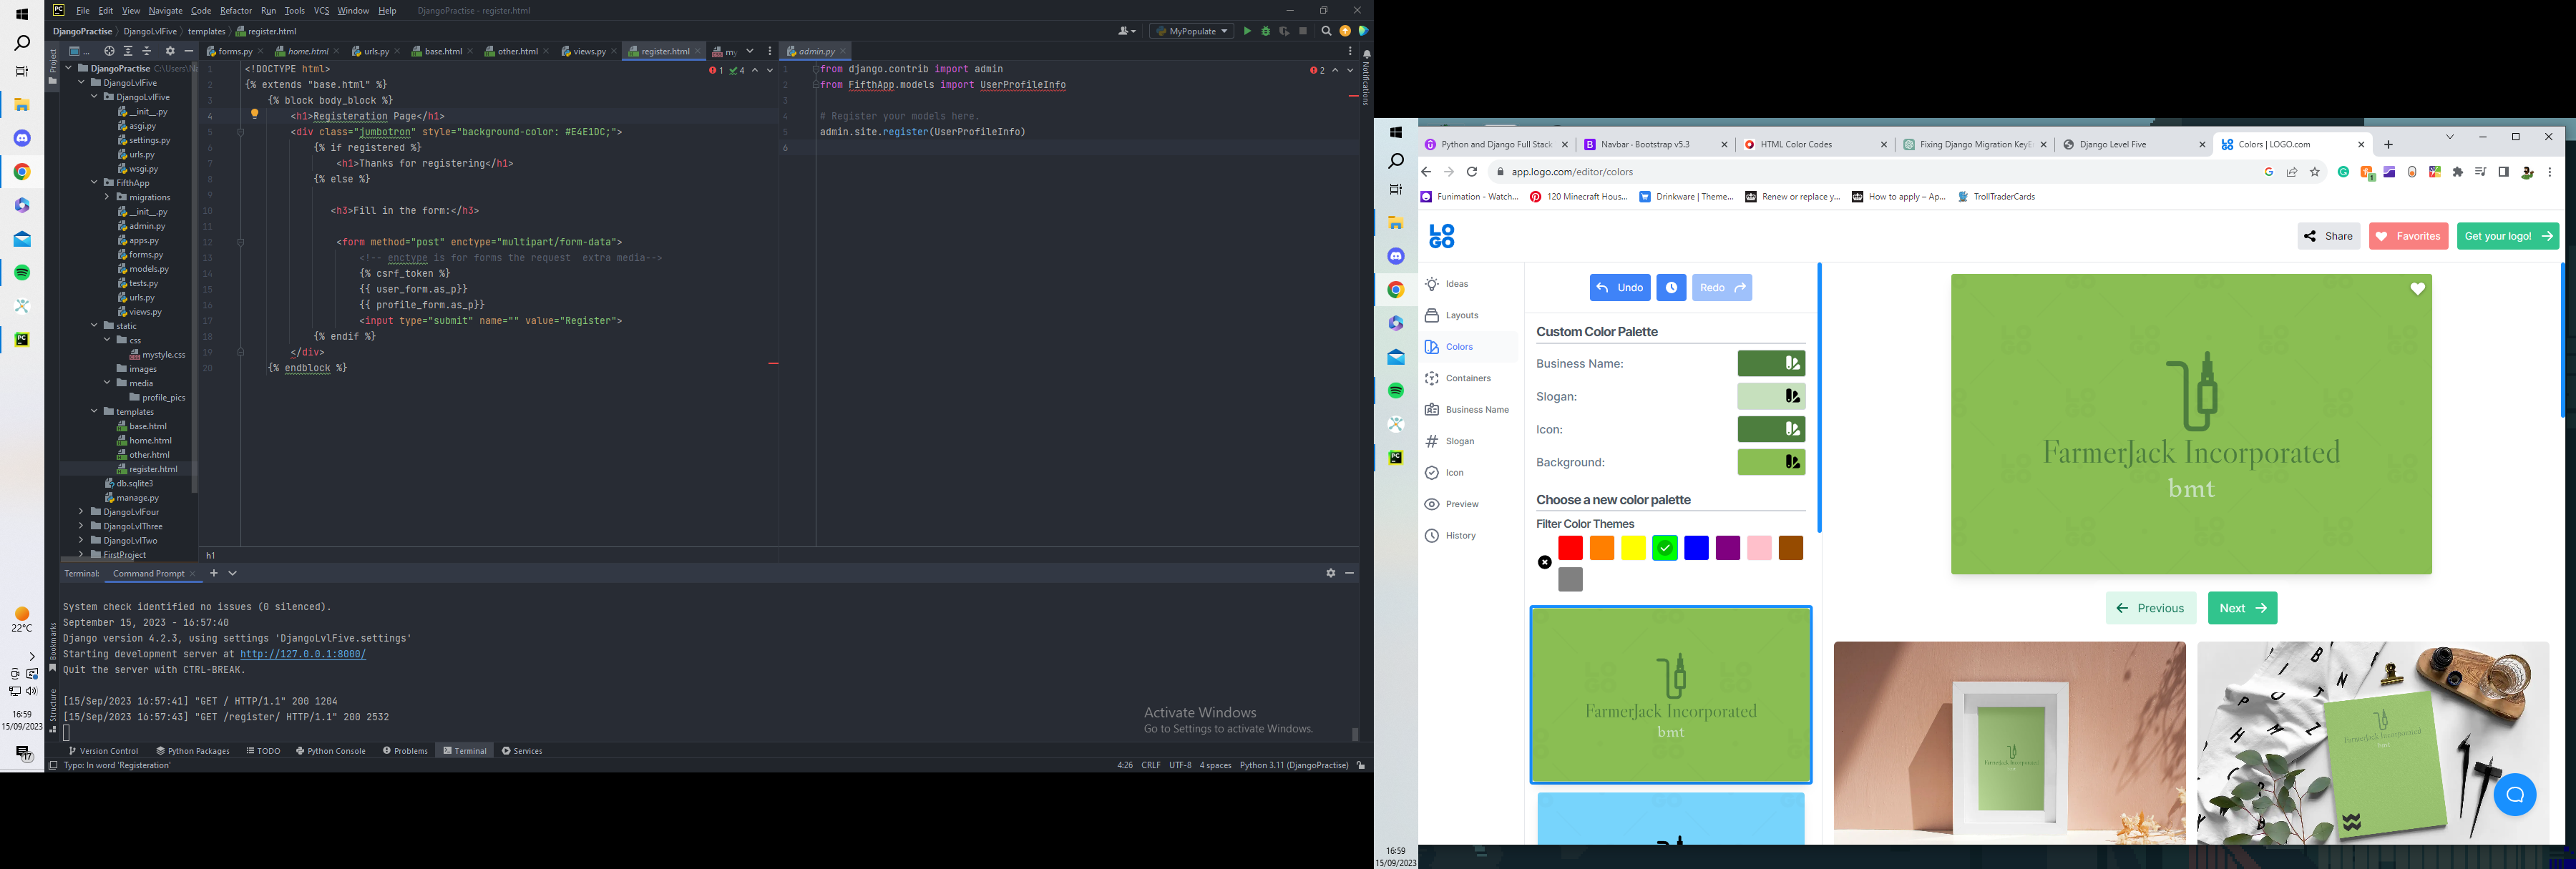 File Edit View Navigate Code Refactor Run Tools VCS Window Help DjangoPractise - register.html
DjangoPractise DjangoLvlFive templates register.html
MyPopulate
forms.py home.html urls.py base.html other.html views.py register.html my admin.py
Project
DjangoPractise C:\Users\N
DjangoLvlFive
DjangoLvlFive
__init__.py
asgi.py
settings.py
urls.py
wsgi.py
FifthApp
migrations
__init__.py
admin.py
apps.py
forms.py
models.py
tests.py
urls.py
views.py
static
css
mystyle.css
images
media
profile_pics
templates
base.html
home.html
other.html
register.html
db.sqlite3
manage.py
DjangoLvlFour
DjangoLvlThree
DjangoLvlTwo
FirstProject
1 <!DOCTYPE html>
2 {% extends "base.html" %}
3 {% block body_block %}
4 <h1>Registeration Page</h1>
5 <div class="jumbotron" style="background-color: #E4E1DC;">
6 {% if registered %}
7 <h1>Thanks for registering</h1>
8 {% else %}
9
10 <h3>Fill in the form:</h3>
11
12 <form method="post" enctype="multipart/form-data">
13 <!-- enctype is for forms the request  extra media-->
14 {% csrf_token %}
15 {{ user_form.as_p}}
16 {{ profile_form.as_p}}
17 <input type="submit" name="" value="Register">
18 {% endif %}
19 </div>
20 {% endblock %}
1 4
h1
1 from django.contrib import admin
2 from FifthApp.models import UserProfileInfo
3
4 # Register your models here.
5 admin.site.register(UserProfileInfo)
6
2
Notifications
Terminal: Command Prompt
System check identified no issues (0 silenced).
September 15, 2023 - 16:57:40
Django version 4.2.3, using settings 'DjangoLvlFive.settings'
Starting development server at http://127.0.0.1:8000/
Quit the server with CTRL-BREAK.
[15/Sep/2023 16:57:41] "GET / HTTP/1.1" 200 1204
[15/Sep/2023 16:57:43] "GET /register/ HTTP/1.1" 200 2532
Bookmarks
Structure
Activate Windows
Go to Settings to activate Windows.
Version Control Python Packages TODO Python Console Problems Terminal Services
Typo: In word 'Registeration'
4:26 CRLF UTF-8 4 spaces Python 3.11 (DjangoPractise)
22°C
16:59
15/09/2023
17
Python and Django Full Stack Navbar · Bootstrap v5.3 HTML Color Codes Fixing Django Migration KeyE Django Level Five Colors | LOGO.com
app.logo.com/editor/colors
Funimation - Watch... 120 Minecraft Hous... Drinkware | Theme... Renew or replace y... How to apply – Ap... TrollTraderCards
LO
GO
Share
Favorites
Get your logo!
Ideas
Layouts
Colors
Containers
Business Name
Slogan
Icon
Preview
History
Undo Redo
Custom Color Palette
Business Name:
Slogan:
Icon:
Background:
Choose a new color palette
Filter Color Themes
FarmerJack Incorporated
bmt
FarmerJack Incorporated
bmt
Previous
Next
16:59
15/09/2023